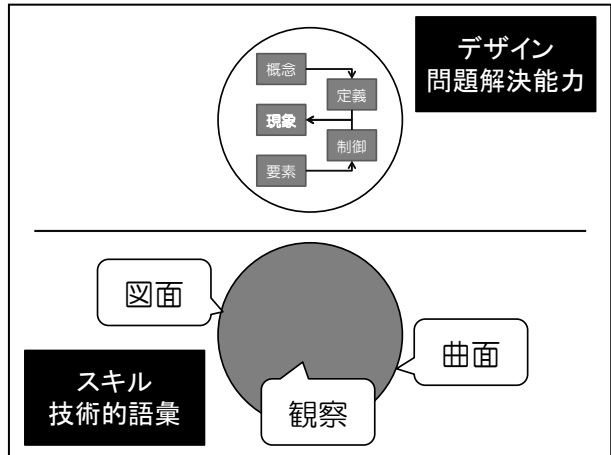 デザイン
問題解決能力
概念
定義
現象
制御
要素
図面
曲面
観察
スキル
技術的語彙